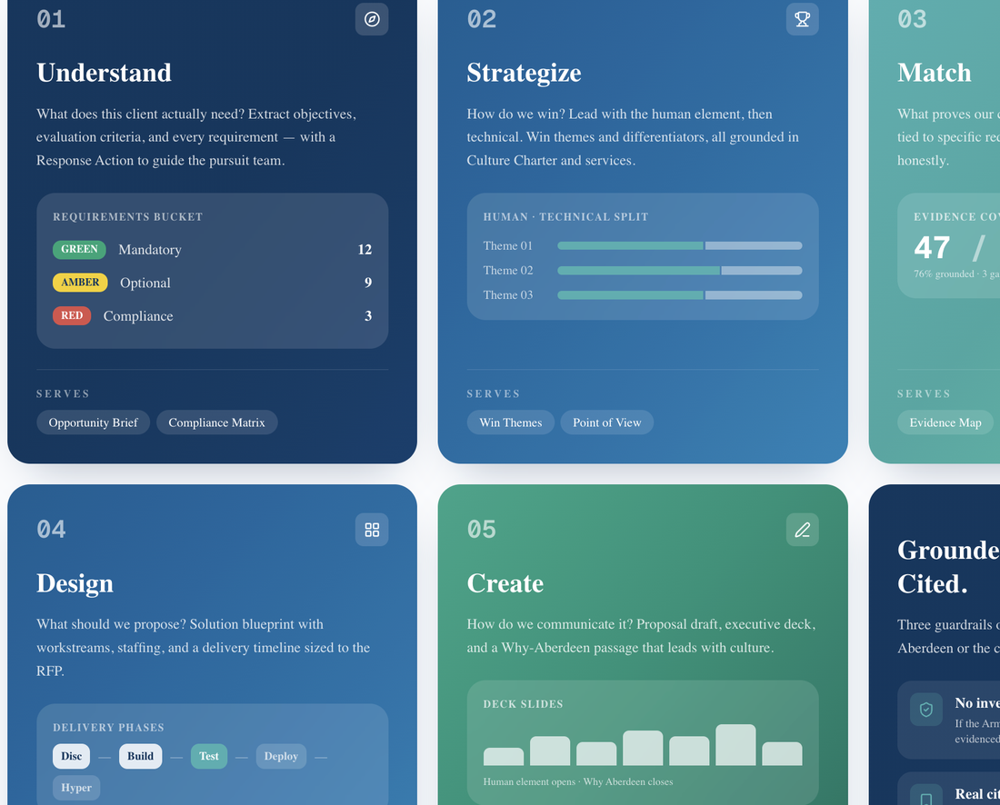 01
Understand
What does this client actually need? Extract objectives,
evaluation criteria, and every requirement — with a
Response Action to guide the pursuit team.
REQUIREMENTS BUCKET
GREEN Mandatory 12
AMBER Optional 9
RED Compliance 3
SERVES
Opportunity Brief Compliance Matrix
02
Strategize
How do we win? Lead with the human element, then
technical. Win themes and differentiators, all grounded in
Culture Charter and services.
HUMAN · TECHNICAL SPLIT
Theme 01
Theme 02
Theme 03
SERVES
Win Themes Point of View
03
Match
What proves our
tied to specific
honestly.
EVIDENCE
47 /
76% grounded · 3
SERVES
Evidence Map
04
Design
What should we propose? Solution blueprint with
workstreams, staffing, and a delivery timeline sized to the
RFP.
DELIVERY PHASES
Disc — Build — Test — Deploy —
Hyper
05
Create
How do we communicate it? Proposal draft, executive deck,
and a Why-Aberdeen passage that leads with culture.
DECK SLIDES
Human element opens · Why Aberdeen closes
Cited.
Three guardrails
Aberdeen or the
No
If the
evidenced
Real